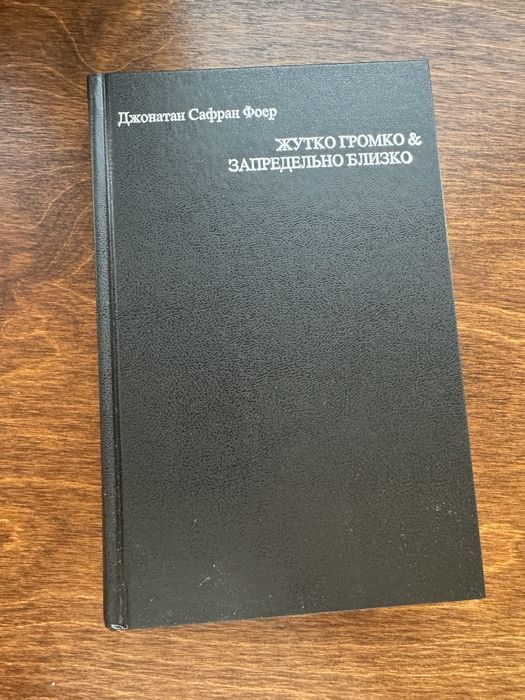 Джонатан Сафран Фоер
ЖУТКО ГРОМКО &
ЗАПРЕДЕЛЬНО БЛИЗКО